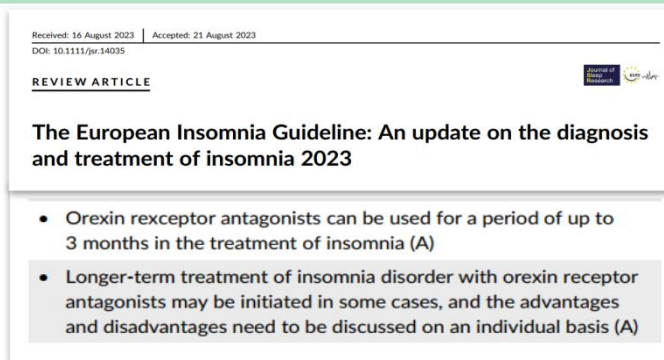 Received: 16 August 2023 | Accepted: 21 August 2023
DOI: 10.1111/jsr.14035
REVIEW ARTICLE
Journal of
Sleep
Research
ESRS
The European Insomnia Guideline: An update on the diagnosis
and treatment of insomnia 2023
• Orexin rexceptor antagonists can be used for a period of up to
3 months in the treatment of insomnia (A)
• Longer-term treatment of insomnia disorder with orexin receptor
antagonists may be initiated in some cases, and the advantages
and disadvantages need to be discussed on an individual basis (A)